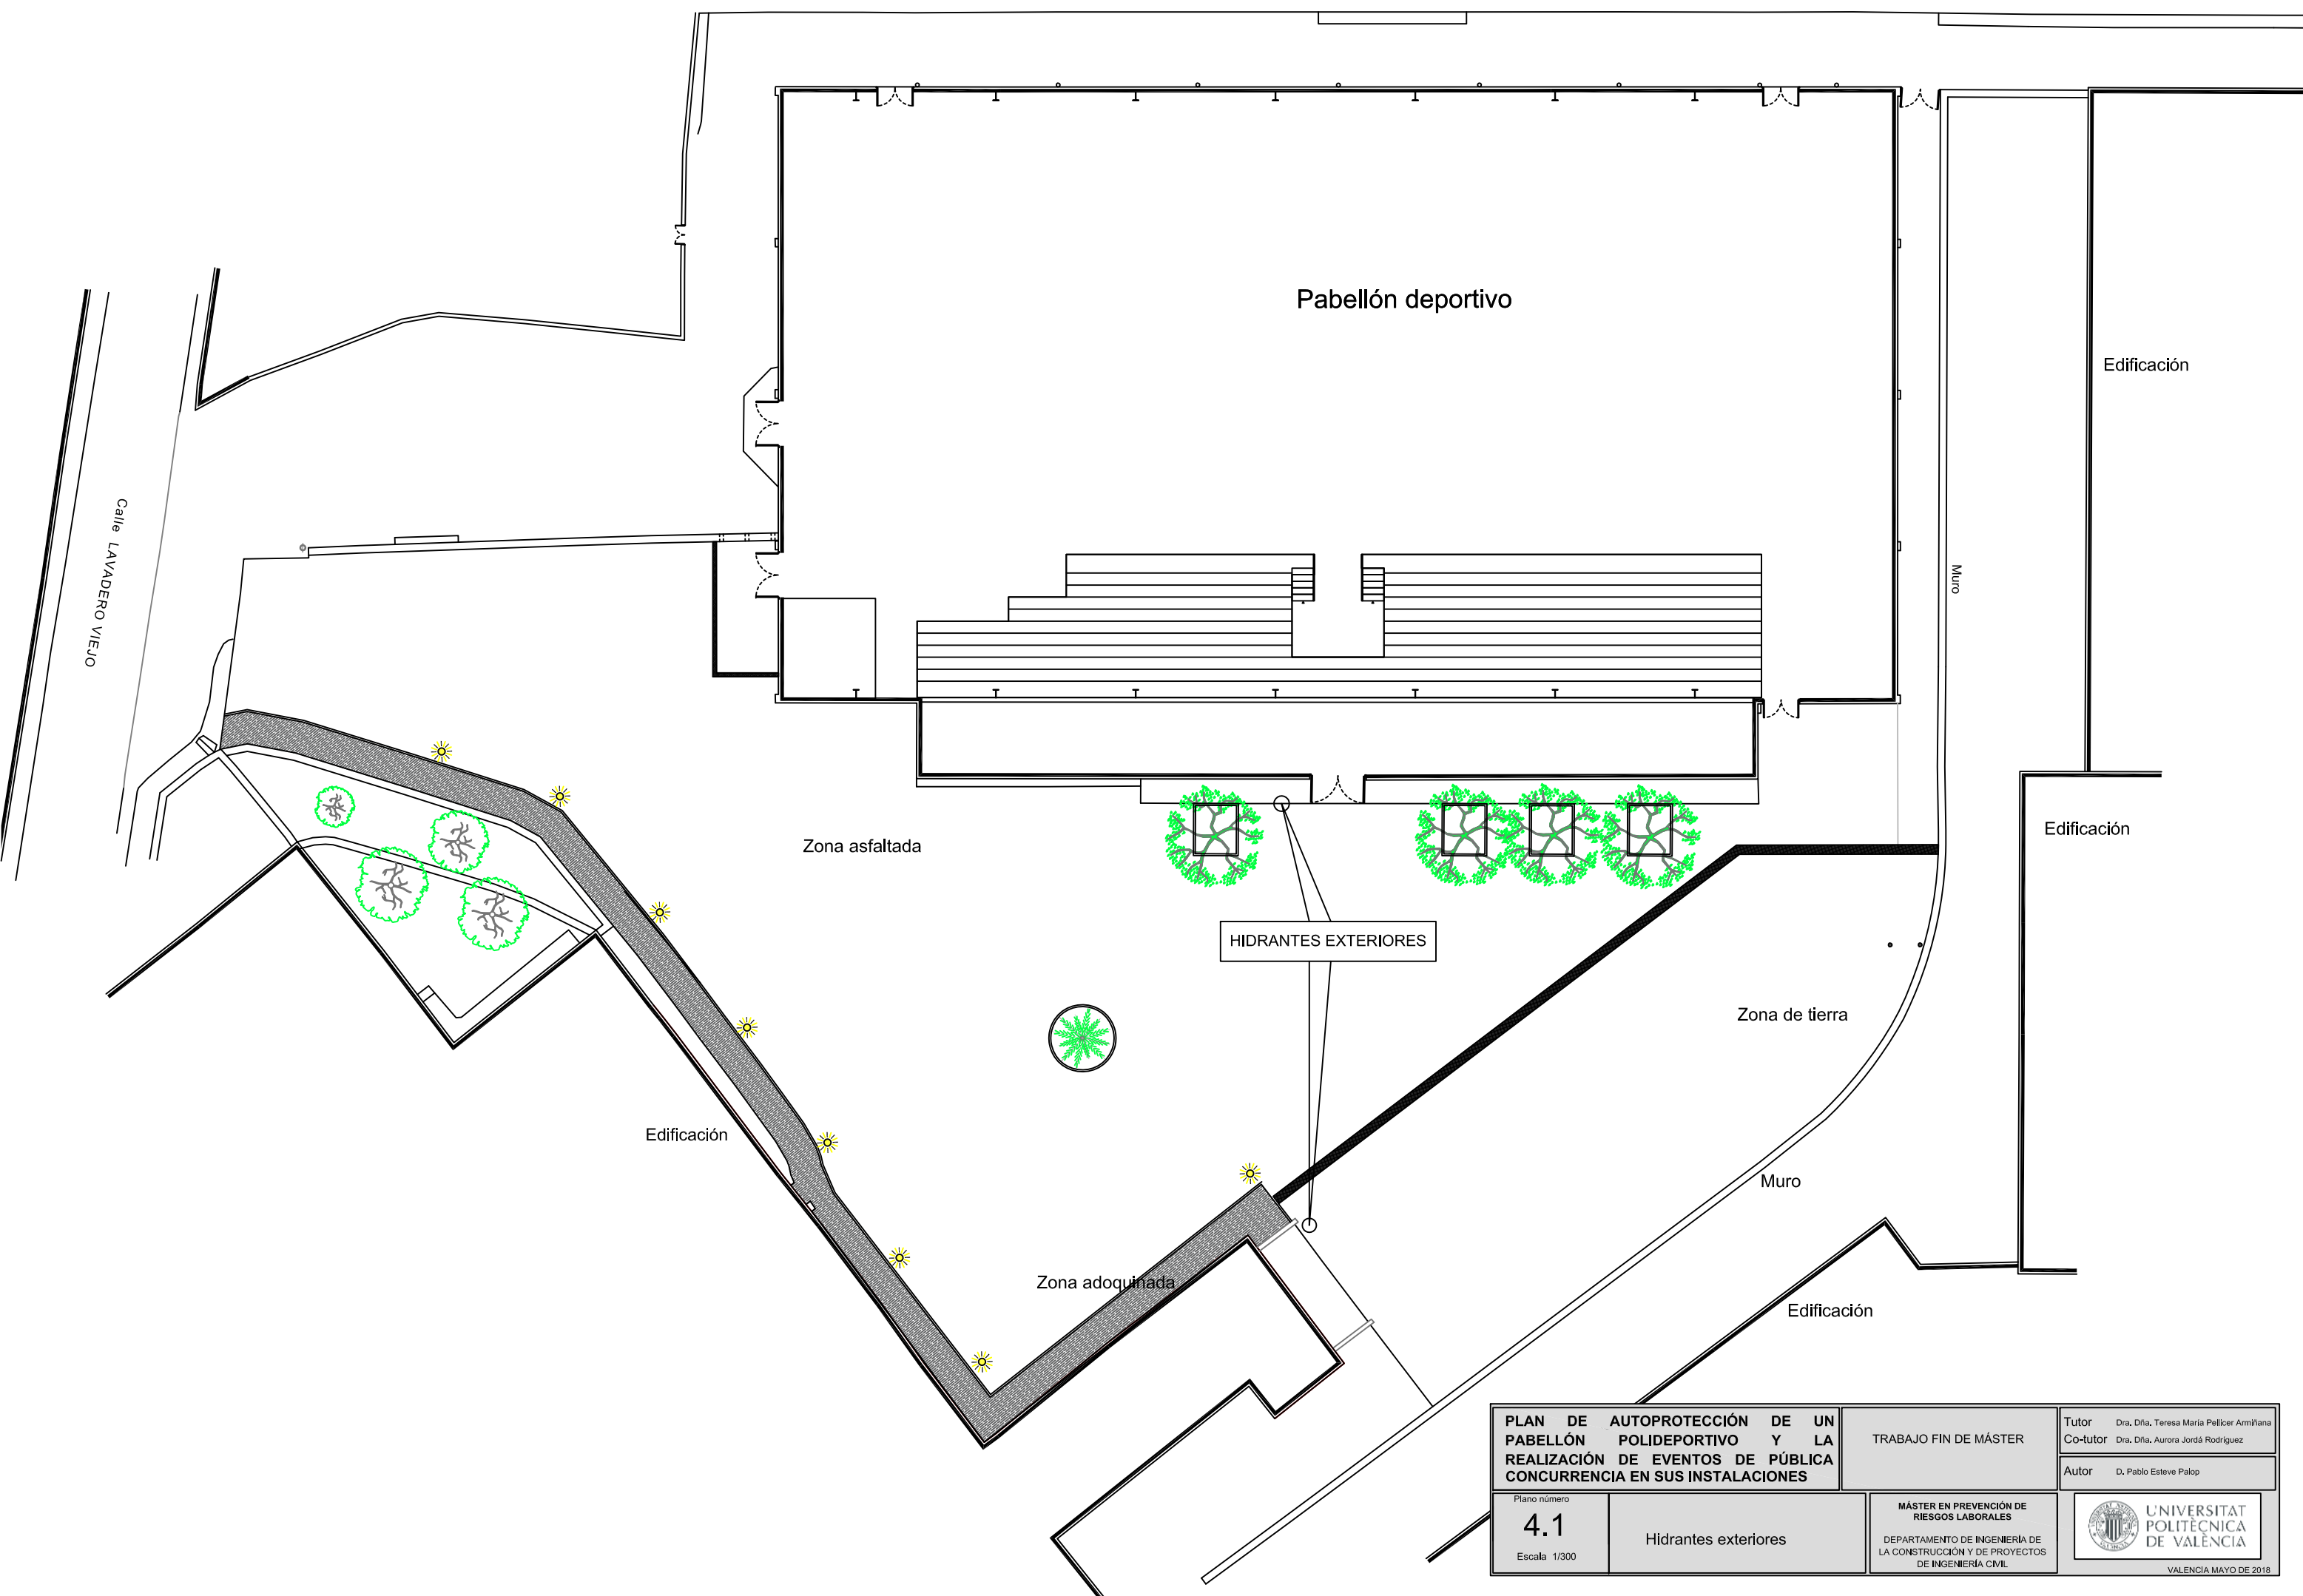 Pabellón deportivo
Edificación
Calle LAVADERO VIEJO
Muro
Edificación
Zona asfaltada
HIDRANTES EXTERIORES
Zona de tierra
Edificación
Muro
Zona adoquinada
Edificación
PLAN DE AUTOPROTECCIÓN DE UN
PABELLÓN POLIDEPORTIVO Y LA
REALIZACIÓN DE EVENTOS DE PÚBLICA
CONCURRENCIA EN SUS INSTALACIONES
TRABAJO FIN DE MÁSTER
Tutor Dra. Dña. Teresa María Pellicer Armiñana
Co-tutor Dra. Dña. Aurora Jordá Rodríguez
Autor D. Pablo Esteve Palop
Plano número
4.1
Escala 1/300
Hidrantes exteriores
MÁSTER EN PREVENCIÓN DE
RIESGOS LABORALES
DEPARTAMENTO DE INGENIERÍA DE
LA CONSTRUCCIÓN Y DE PROYECTOS
DE INGENIERÍA CIVIL
UNIVERSITAT
POLITÈCNICA
DE VALÈNCIA
VALENCIA MAYO DE 2018